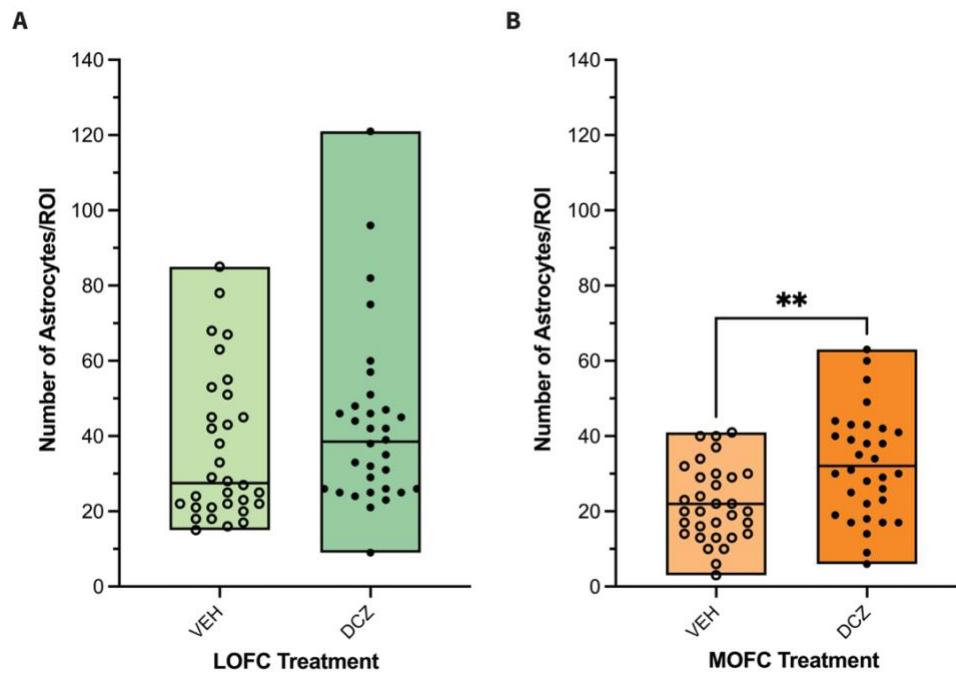 A
B
Number of Astrocytes/ROI
140
120
100
80
60
40
20
0
VEH
DCZ
LOFC Treatment
Number of Astrocytes/ROI
140
120
100
80
60
40
20
0
**
VEH
DCZ
MOFC Treatment